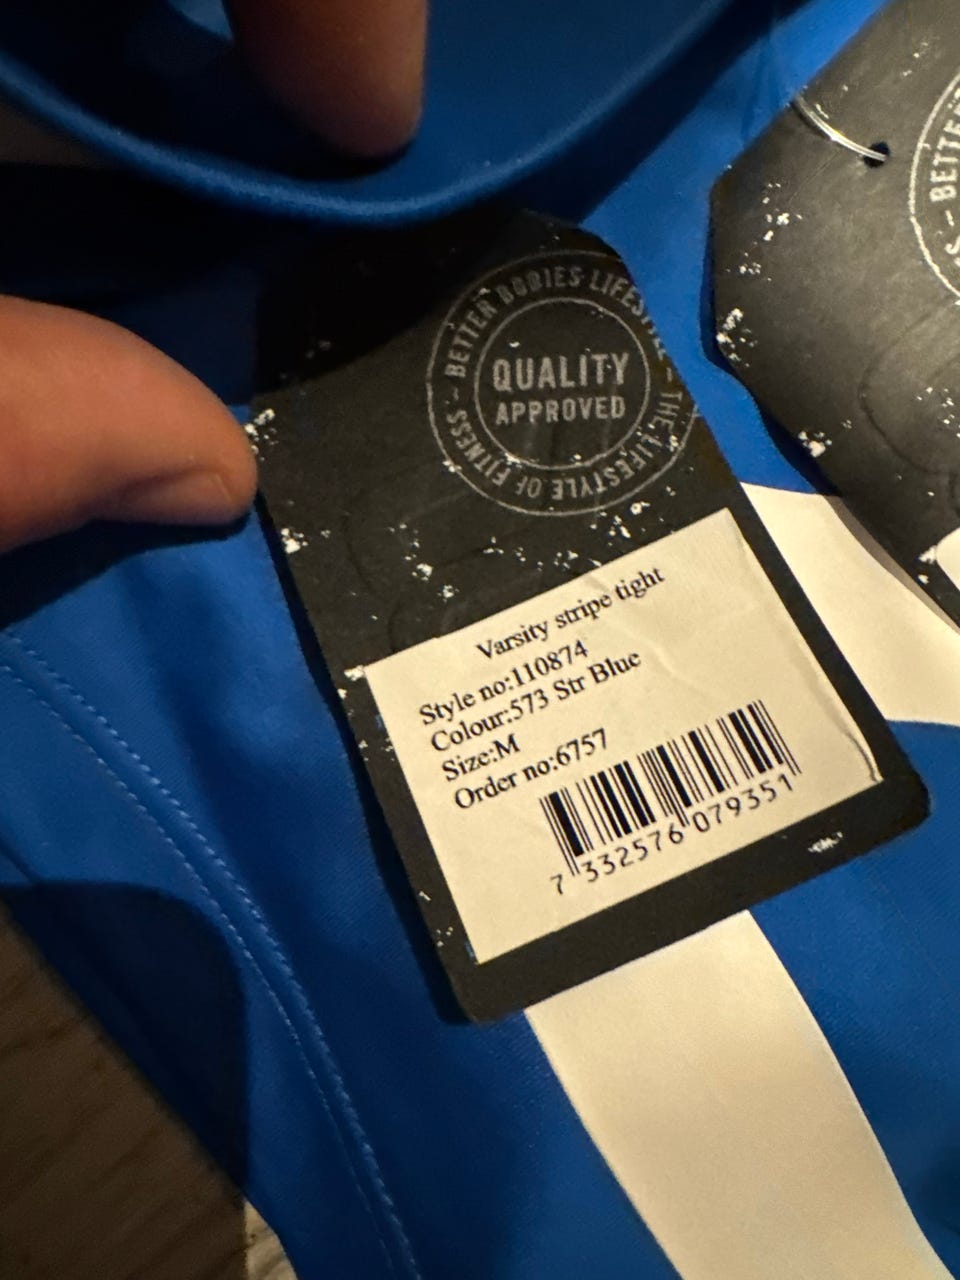 BETTER BODIES LIFESTYLE - THE LIFESTYLE OF FITNESS -
QUALITY
APPROVED
BETTER
Varsity stripe tight
Style no:110874
Colour:573 Str Blue
Size:M
Order no:6757
7 332576 079351